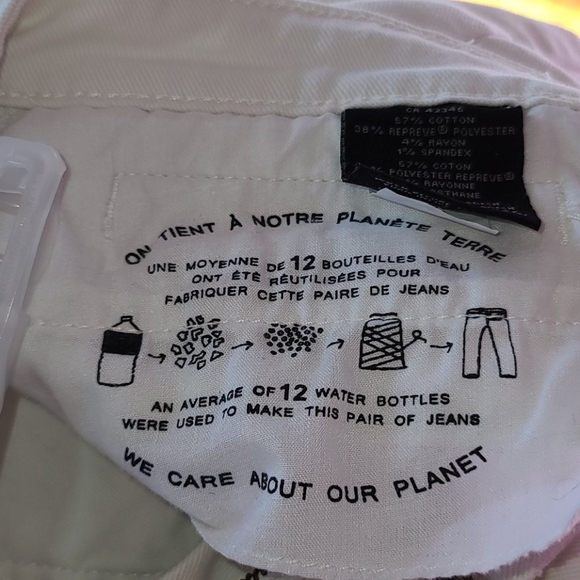 CA 42346
57% COTTON
38% REPREVE® POLYESTER
4% RAYON
1% SPANDEX
57% COTON
POLYESTER REPREVE®
RAYONNE
ON TIENT À NOTRE PLANÈTE TERRE
UNE MOYENNE DE 12 BOUTEILLES D'EAU
ONT ÉTÉ RÉUTILISÉES POUR
FABRIQUER CETTE PAIRE DE JEANS
AN AVERAGE OF 12 WATER BOTTLES
WERE USED TO MAKE THIS PAIR OF JEANS
WE CARE ABOUT OUR PLANET